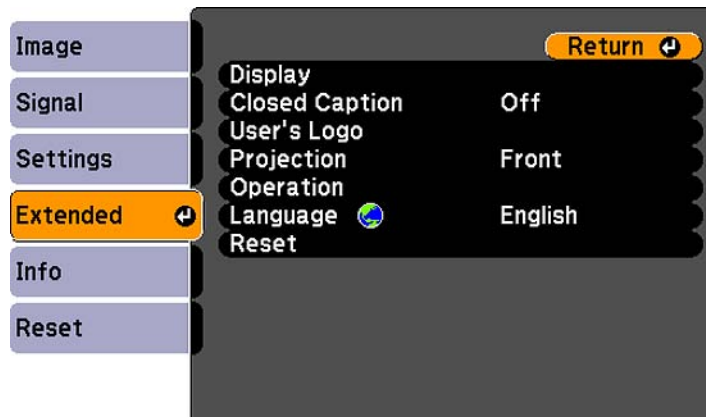 Image
Signal
Settings
Extended
Info
Reset
Return
Display
Closed Caption Off
User's Logo
Projection Front
Operation
Language English
Reset